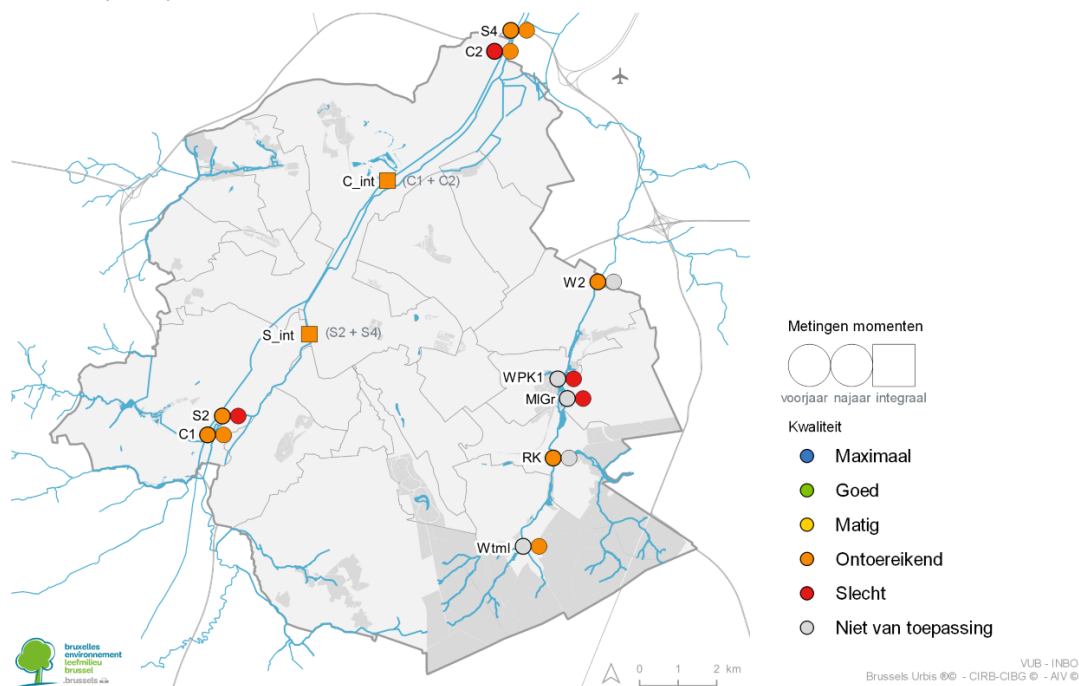 S4
C2
C_int (C1 + C2)
W2
S_int (S2 + S4)
WPK1
MlGr
S2
C1
RK
Wtml
Metingen momenten
voorjaar najaar integraal
Kwaliteit
Maximaal
Goed
Matig
Ontoereikend
Slecht
Niet van toepassing
bruxelles
environnement
leefmilieu
brussel
.brussels
0 1 2 km
VUB - INBO
Brussels Urbis ®© - CIRB-CIBG © - AIV ©